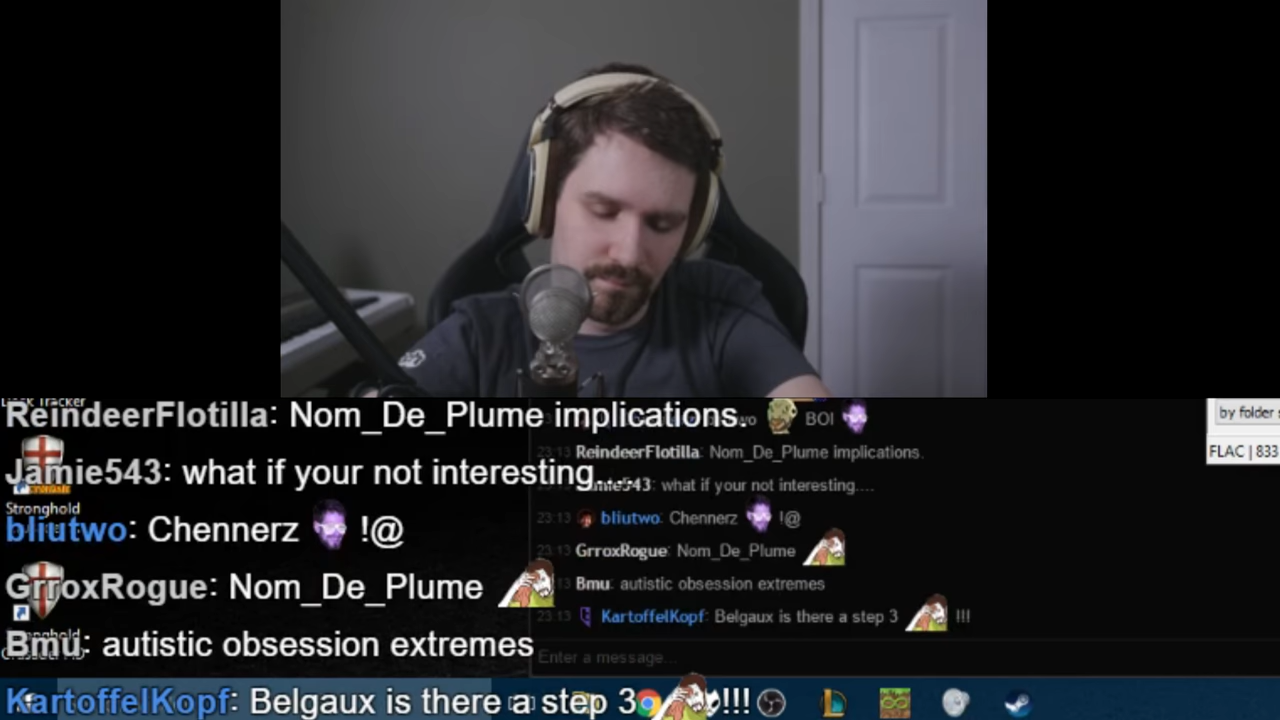 Deck Tracker
ReindeerFlotilla: Nom_De_Plume implications.
Jamie543: what if your not interesting....
bliutwo: Chennerz !@
GrroxRogue: Nom_De_Plume
Bmu: autistic obsession extremes
KartoffelKopf: Belgaux is there a step 3 !!!
Stronghold
Stronghold
BOI
23:13 ReindeerFlotilla: Nom_De_Plume implications.
Jamie543: what if your not interesting....
23:13 bliutwo: Chennerz !@
23:13 GrroxRogue: Nom_De_Plume
Bmu: autistic obsession extremes
23:13 KartoffelKopf: Belgaux is there a step 3 !!!
Enter a message...
by folder
FLAC | 833